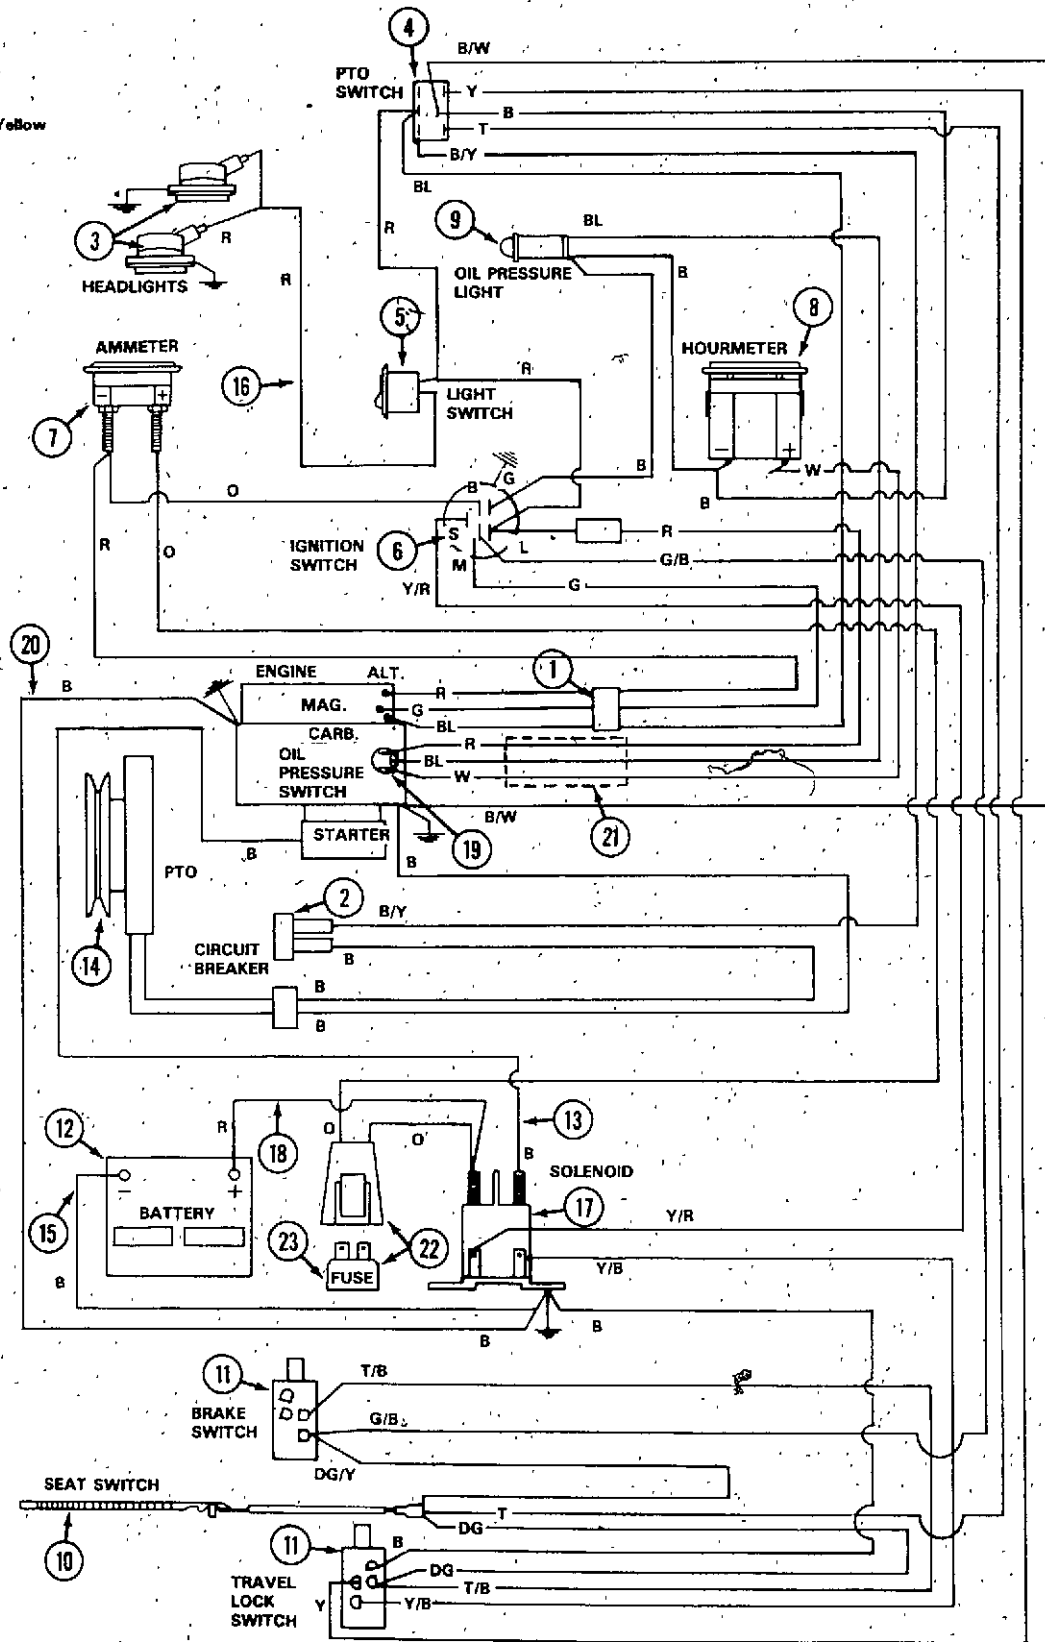 4
B/W
PTO
SWITCH
Y
B
T
Yellow
B/Y
BL
3
R
R
R
HEADLIGHTS
9
BL
OIL PRESSURE
LIGHT
B
5
8
HOURMETER
AMMETER
16
R
LIGHT
SWITCH
- +
7
- +
W
B
B G
B
O
R
O
IGNITION
SWITCH
6
S
L
M
R
G/B
Y/R
G
20
B
ENGINE
ALT.
1
R
MAG.
G
CARB.
BL
OIL
PRESSURE
SWITCH
R
BL
W
B/W
21
STARTER
19
B
B
PTO
2
B/Y
14
CIRCUIT
BREAKER
B
B
B
12
R
18
O
O
13
B
SOLENOID
- +
BATTERY
15
17
Y/R
23
22
FUSE
Y/B
B
B
B
11
T/B
BRAKE
SWITCH
G/B
DG/Y
SEAT SWITCH
T
DG
10
11
B
DG
TRAVEL
LOCK
SWITCH
T/B
Y
Y/B